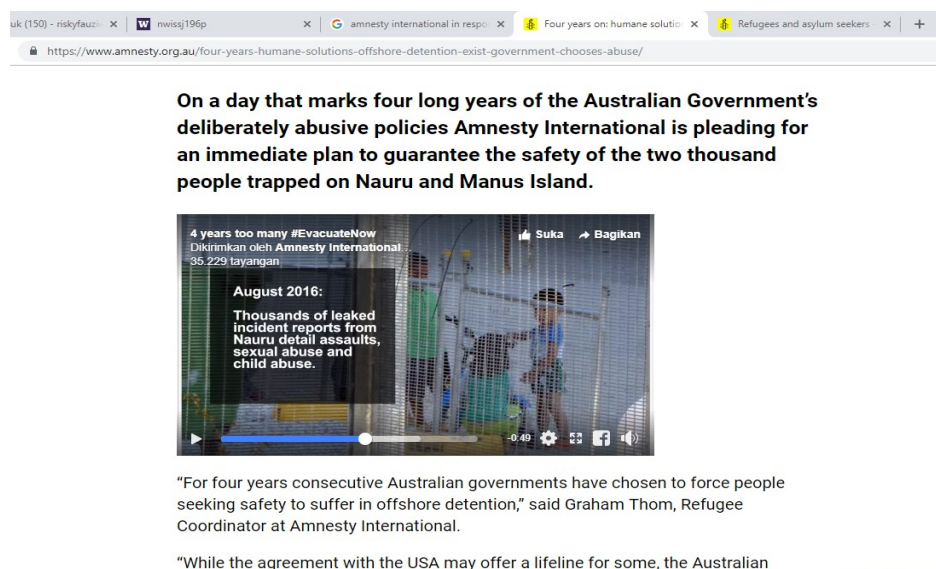 uk (150) - riskyfauzi
nwissj196p
amnesty international in respo
Four years on: humane solutio
Refugees and asylum seekers -
https://www.amnesty.org.au/four-years-humane-solutions-offshore-detention-exist-government-chooses-abuse/
On a day that marks four long years of the Australian Government’s
deliberately abusive policies Amnesty International is pleading for
an immediate plan to guarantee the safety of the two thousand
people trapped on Nauru and Manus Island.
4 years too many #EvacuateNow
Suka
Bagikan
Dikirimkan oleh Amnesty International...
35.229 tayangan
August 2016:
Thousands of leaked
incident reports from
Nauru detail assaults,
sexual abuse and
child abuse.
-0:49
“For four years consecutive Australian governments have chosen to force people
seeking safety to suffer in offshore detention,” said Graham Thom, Refugee
Coordinator at Amnesty International.
“While the agreement with the USA may offer a lifeline for some, the Australian